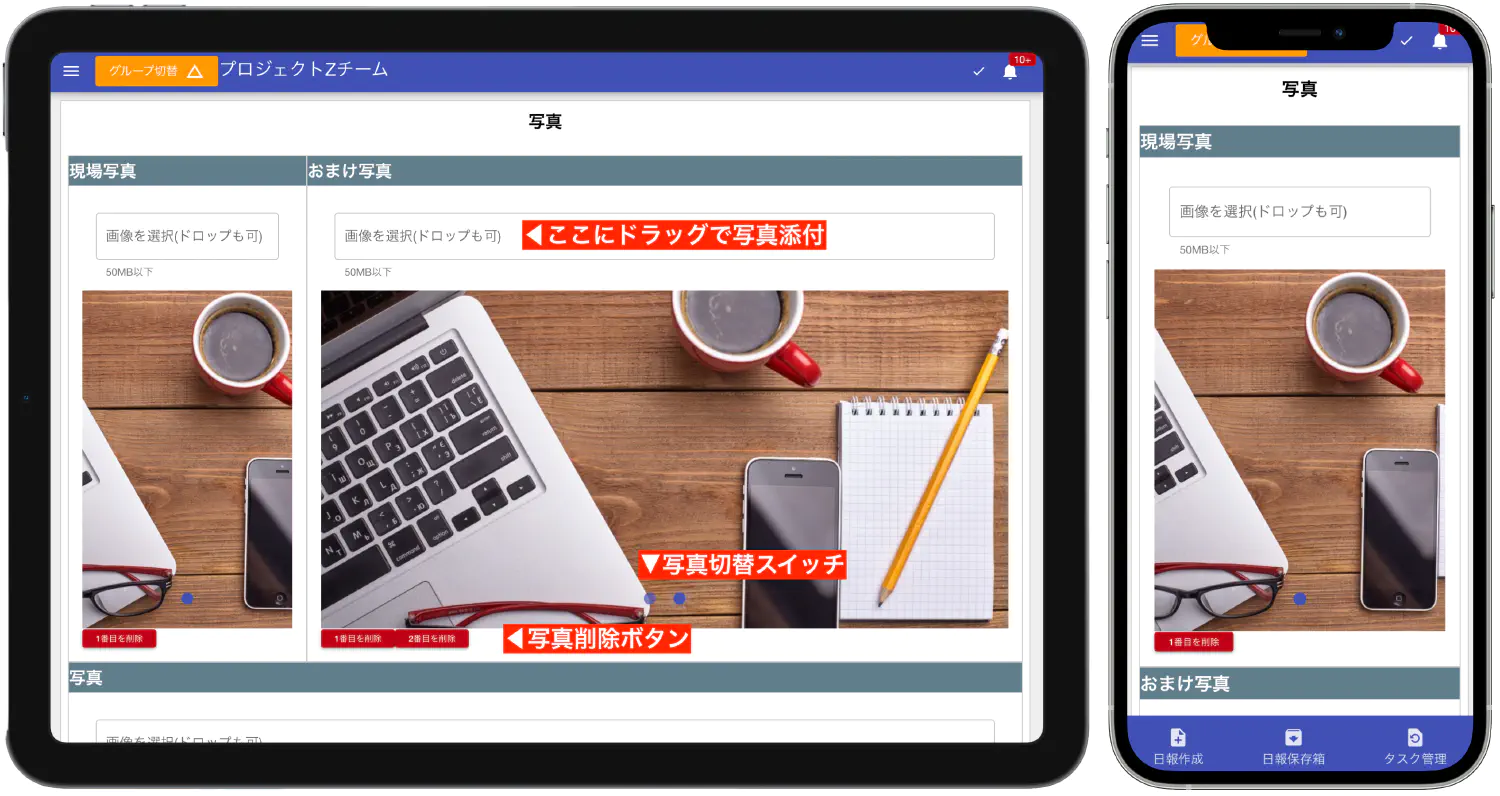 グループ切替 プロジェクトZチーム
10+
写真
現場写真
おまけ写真
画像を選択(ドロップも可)
50MB以下
画像を選択(ドロップも可)
◀ここにドラッグで写真添付
50MB以下
delete
return
shift
command
option
▼写真切替スイッチ
1番目を削除
1番目を削除
2番目を削除
◀写真削除ボタン
写真
画像を選択(ドロップも可)
写真
現場写真
画像を選択(ドロップも可)
50MB以下
1番目を削除
おまけ写真
日報作成
日報保存箱
タスク管理